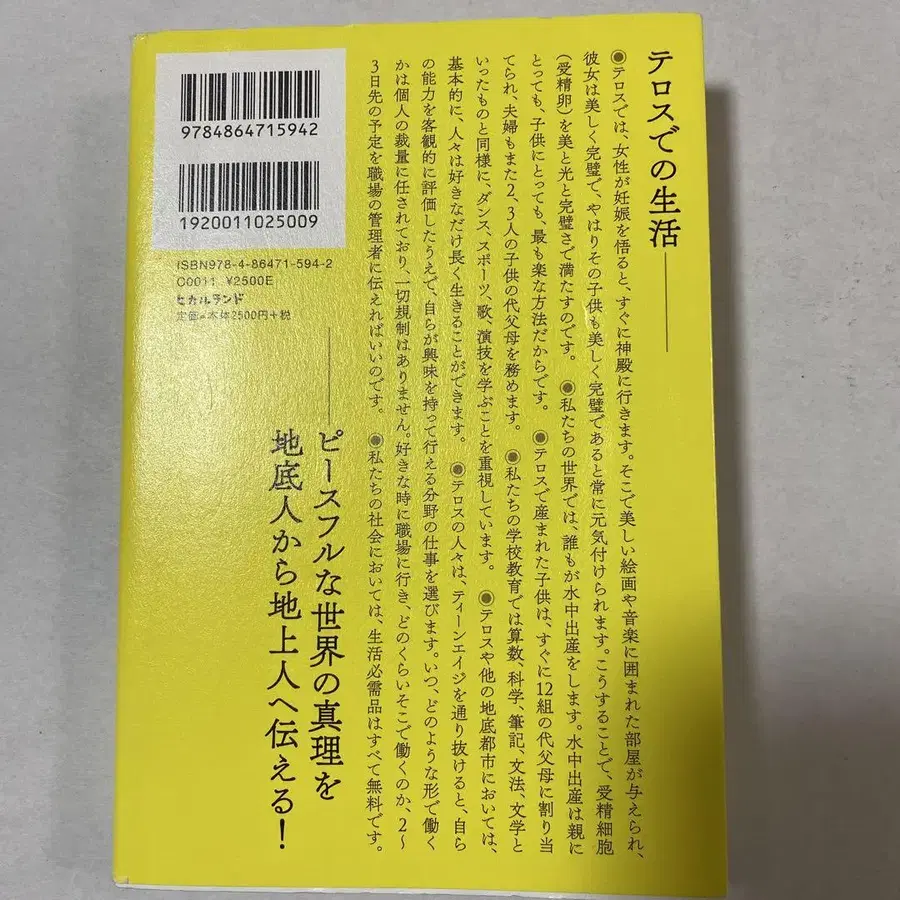 テロスでの生活――
◉テロスでは、女性が妊娠を悟ると、すぐに神殿に行きます。そこで美しい絵画や音楽に囲まれた部屋が与えられ、
彼女は美しく完璧で、やはりその子供も美しく完璧であると常に元気付けられます。こうすることで、受精細胞
(受精卵)を美と光と完璧さで満たすのです。 ◉私たちの世界では、誰もが水中出産をします。水中出産は親に
とっても、子供にとっても、最も楽な方法だからです。 ◉テロスで産まれた子供は、すぐに12組の代父母に割り当
てられ、夫婦もまた2、3人の子供の代父母を務めます。 ◉私たちの学校教育では算数、科学、筆記、文法、文学と
いったものと同様に、ダンス、スポーツ、歌、演技を学ぶことを重視しています。 ◉テロスや他の地底都市においては、
基本的に、人々は好きなだけ長く生きることができます。 ◉テロスの人々は、ティーンエイジを通り抜けると、自ら
の能力を客観的に評価したうえで、自らが興味を持って行える分野の仕事を選びます。いつ、どのような形で働く
かは個人の裁量に任されており、一切規制はありません。好きな時に職場に行き、どのくらいそこで働くのか、2〜
3日先の予定を職場の管理者に伝えればいいのです。 ◉私たちの社会においては、生活必需品はすべて無料です。
――ピースフルな世界の真理を
地底人から地上人へ伝える!
9784864715942
1920011025009
ISBN978-4-86471-594-2
C0011 ¥2500E
ヒカルランド
定価 本体2500円+税